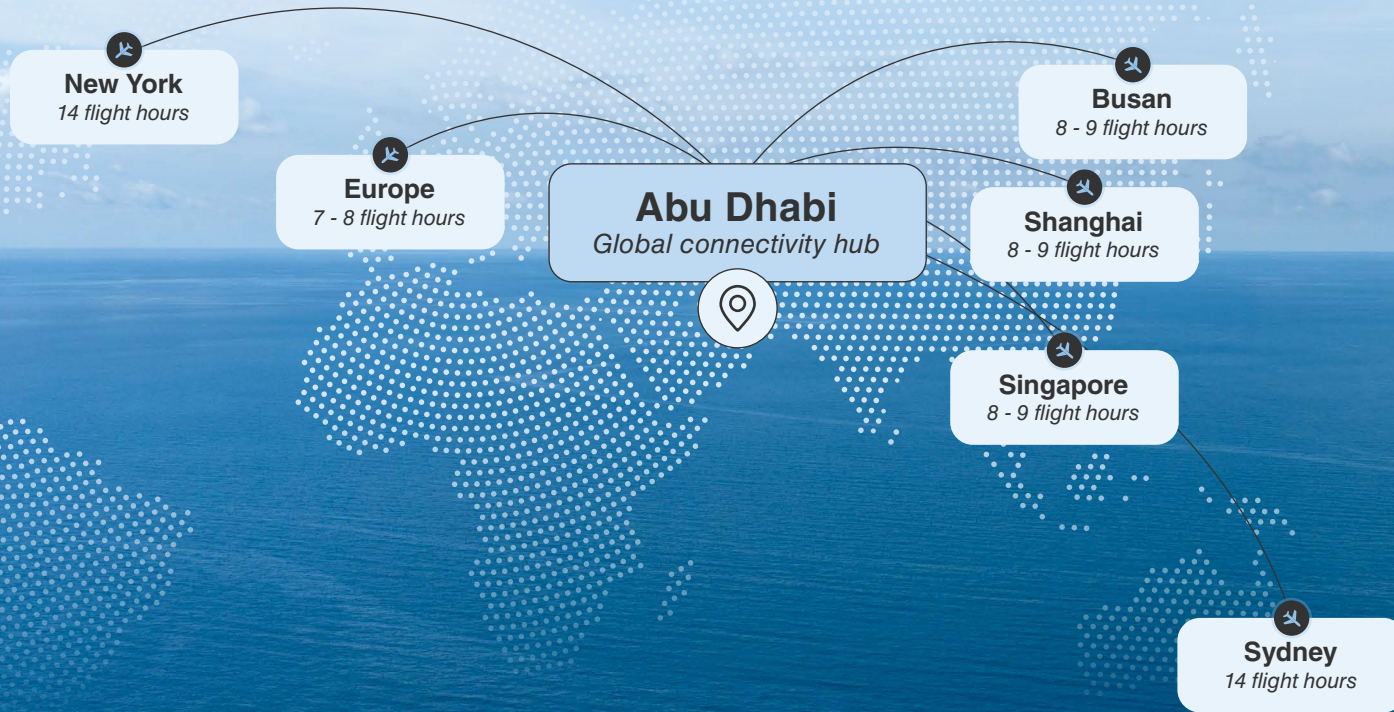 New York
14 flight hours
Europe
7 - 8 flight hours
Abu Dhabi
Global connectivity hub
Busan
8 - 9 flight hours
Shanghai
8 - 9 flight hours
Singapore
8 - 9 flight hours
Sydney
14 flight hours